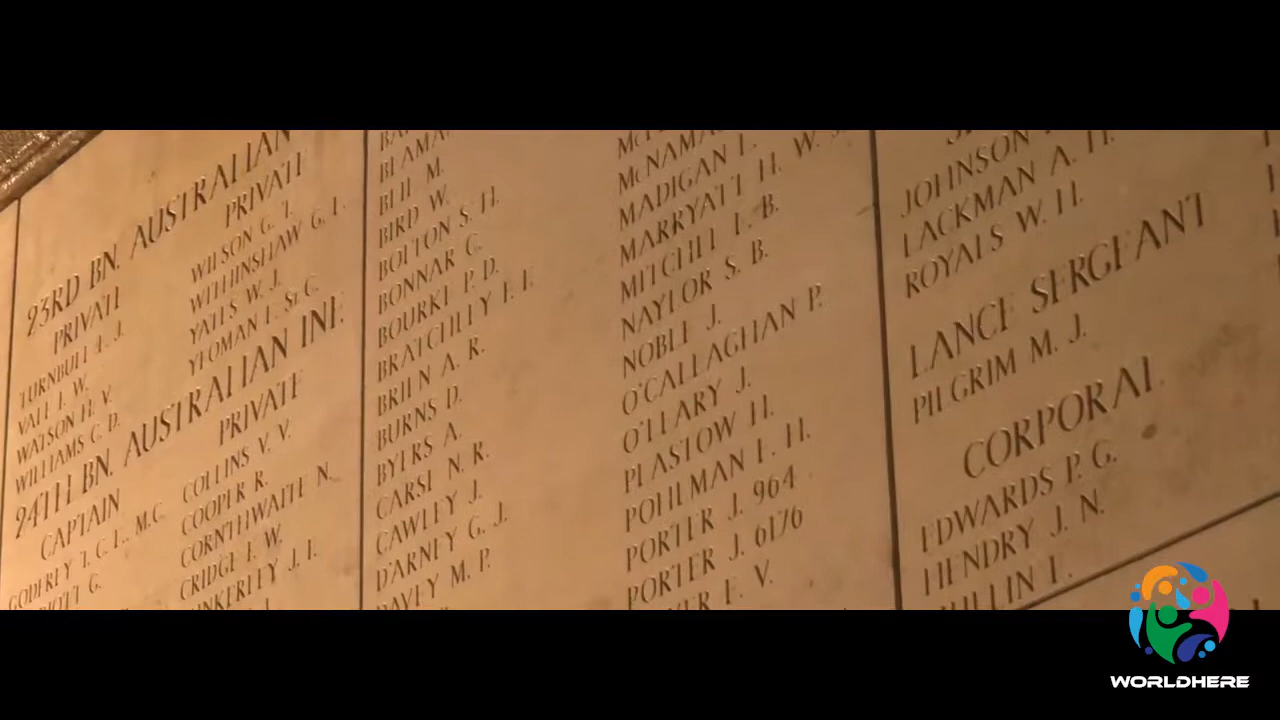 23RD BN. AUSTRALIAN
PRIVATE
TURNBULL L. J.
VALE I. W.
WATSON H. V.
WILLIAMS C. D.
PRIVATE
WILSON G. T.
WITHINSHAW G. L.
YATES W. J.
YEOMAN F. St C.
24TH BN. AUSTRALIAN INF.
CAPTAIN
GODFREY T. C. E., M.C.
PRIVATE
COLLINS V. V.
COOPER R.
CORNTHWAITE N.
CRIDGE F. W.
BELL M.
BIRD W.
BOLTON S. H.
BONNAR C.
BOURKE P. D.
BRATCHLEY F. F.
BRIEN A. R.
BURNS D.
BYERS A.
CARSE N. R.
CAWLEY J.
D'ARNEY G. J.
DAVEY M. P.
MADIGAN F.
MARRYATT H. W.
MITCHELL L. B.
NAYLOR S. B.
NOBLE J.
O'CALLAGHAN P.
O'LEARY J.
PLASTOW H.
POHLMAN F. H.
PORTER J. 964
PORTER J. 6176
E. V.
JOHNSON
LACKMAN A. H.
ROYALS W. H.
LANCE SERGEANT
PILGRIM M. J.
CORPORAL
EDWARDS P. G.
HENDRY J. N.
WORLDHERE